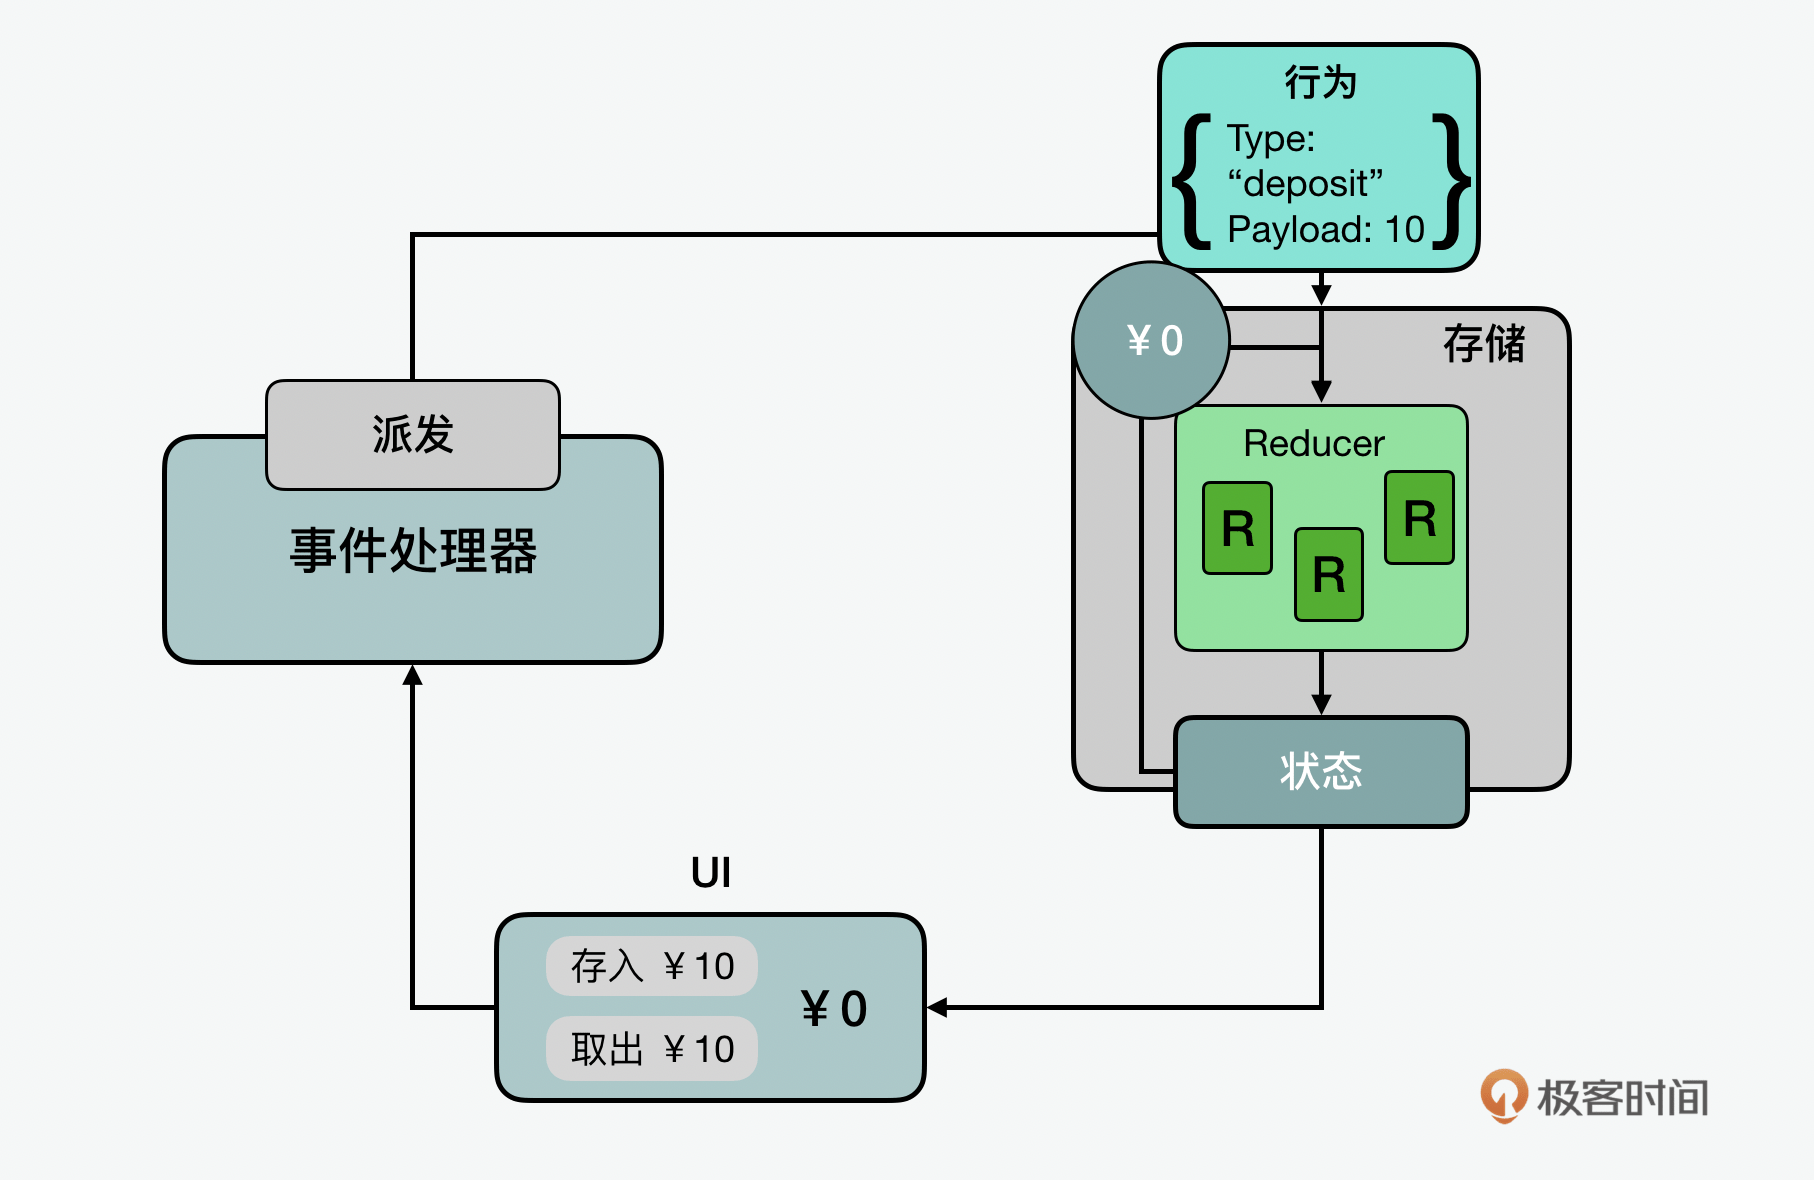 行为
{ Type:
“deposit”
Payload: 10 }
¥ 0
存储
派发
事件处理器
Reducer
R
R
R
状态
UI
存入 ¥ 10
¥ 0
取出 ¥ 10
极客时间